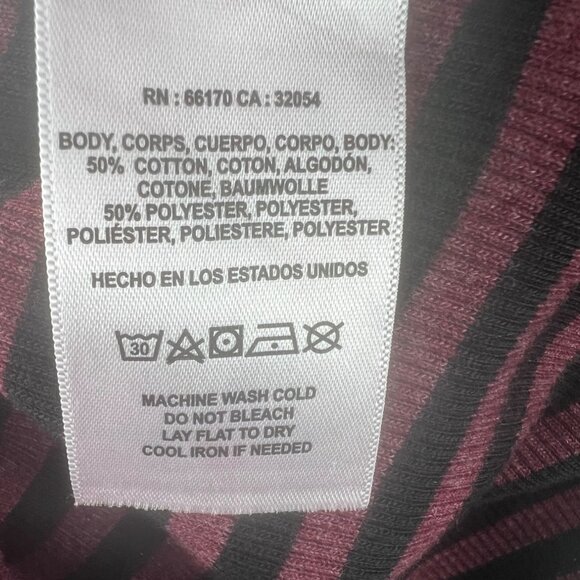 RN : 66170 CA : 32054
BODY, CORPS, CUERPO, CORPO, BODY:
50% COTTON, COTON, ALGODÓN,
COTONE, BAUMWOLLE
50% POLYESTER, POLYESTER,
POLIÉSTER, POLIESTERE, POLYESTER
HECHO EN LOS ESTADOS UNIDOS
30
MACHINE WASH COLD
DO NOT BLEACH
LAY FLAT TO DRY
COOL IRON IF NEEDED